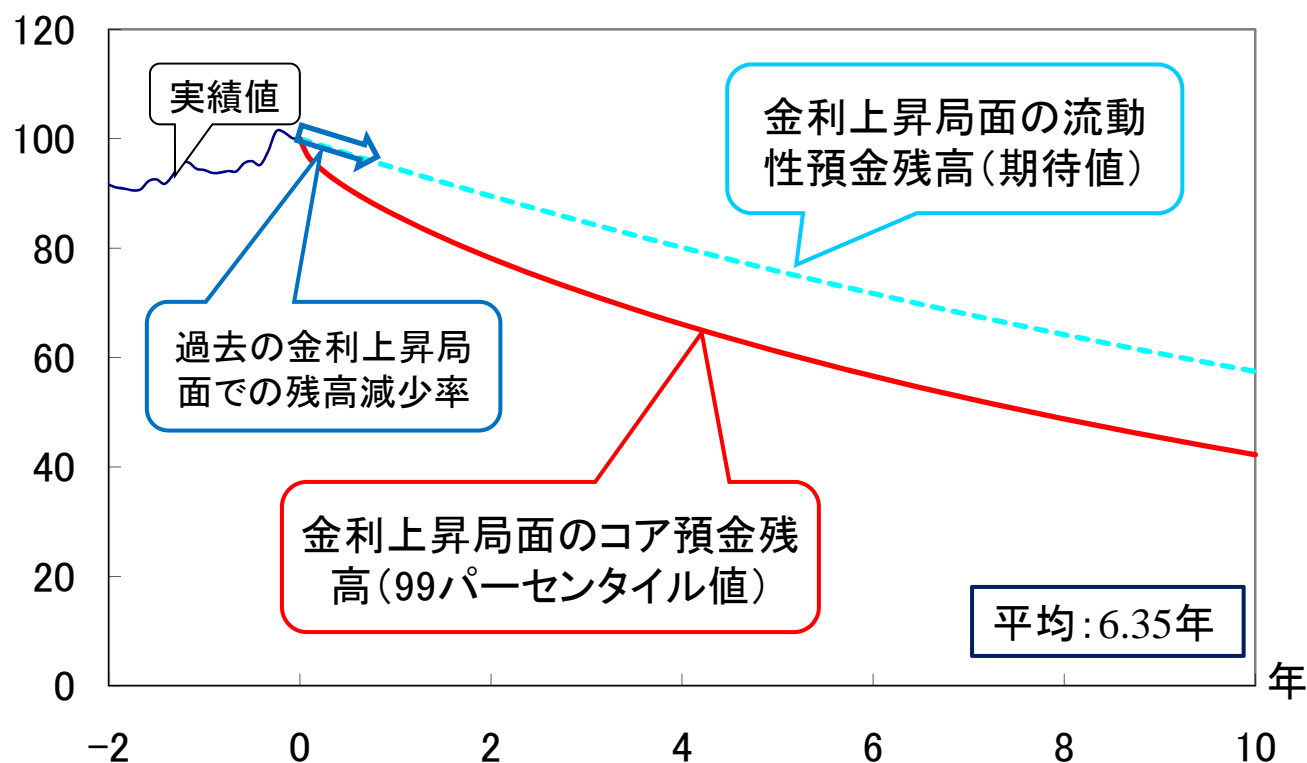 120
100
80
60
40
20
0
実績値
金利上昇局面の流動
性預金残高(期待値)
過去の金利上昇局
面での残高減少率
金利上昇局面のコア預金残
高(99パーセンタイル値)
平均:6.35年
年
-2
0
2
4
6
8
10